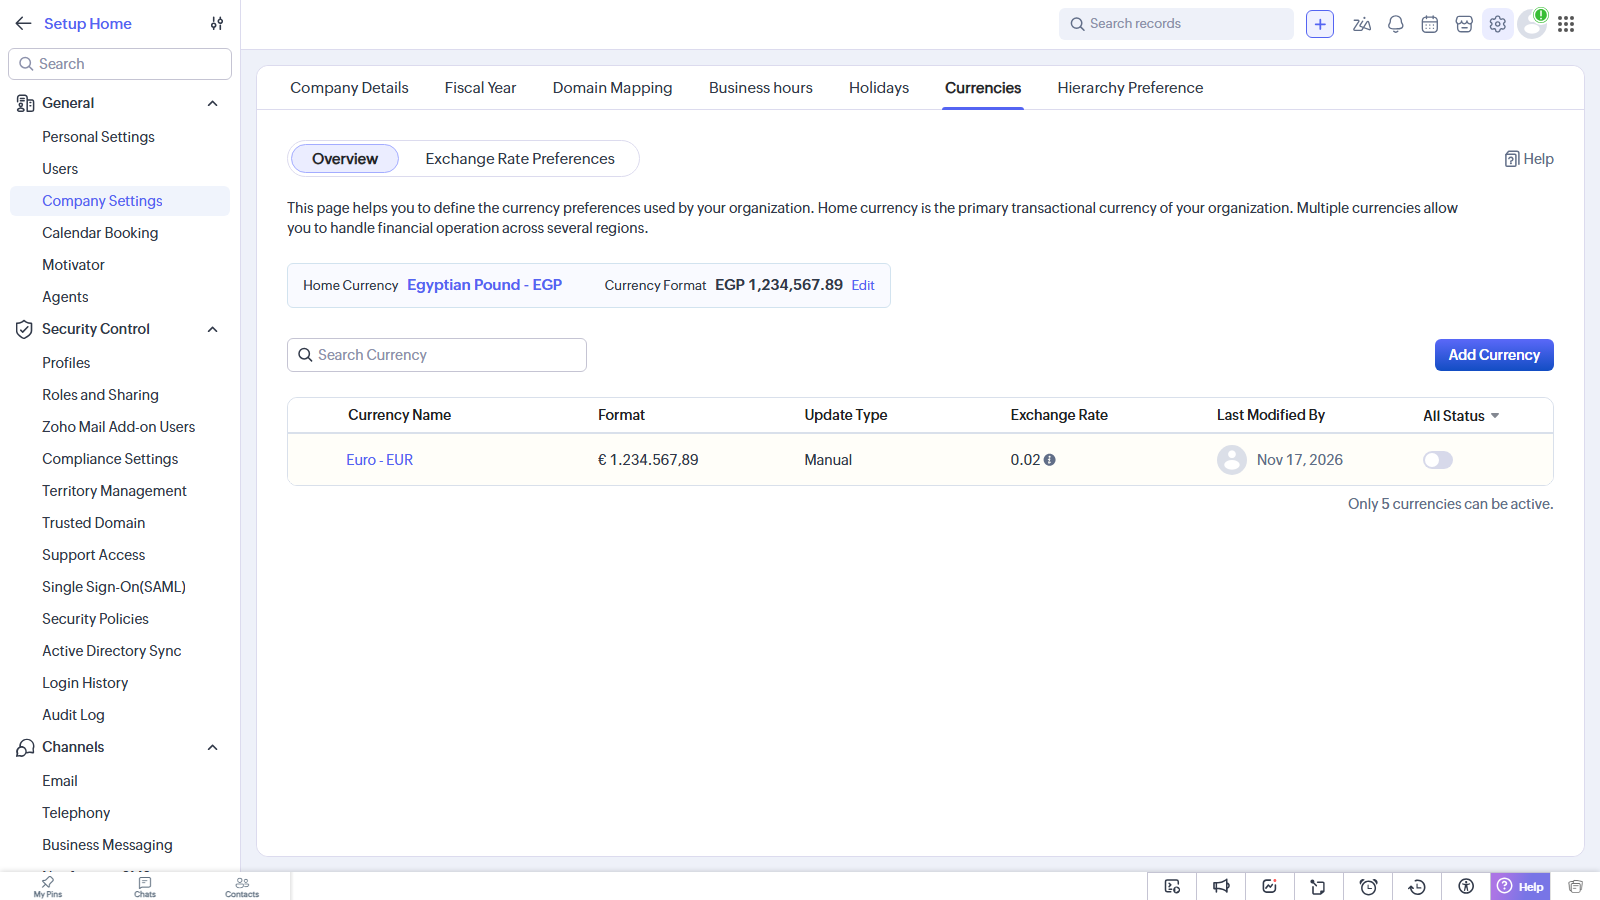 Setup Home
Search
General
Personal Settings
Users
Company Settings
Calendar Booking
Motivator
Agents
Security Control
Profiles
Roles and Sharing
Zoho Mail Add-on Users
Compliance Settings
Territory Management
Trusted Domain
Support Access
Single Sign-On(SAML)
Security Policies
Active Directory Sync
Login History
Audit Log
Channels
Email
Telephony
Business Messaging
My Pins
Chats
Contacts
Search records
Company Details
Fiscal Year
Domain Mapping
Business hours
Holidays
Currencies
Hierarchy Preference
Overview
Exchange Rate Preferences
Help
This page helps you to define the currency preferences used by your organization. Home currency is the primary transactional currency of your organization. Multiple currencies allow
you to handle financial operation across several regions.
Home Currency Egyptian Pound - EGP Currency Format EGP 1,234,567.89 Edit
Search Currency
Add Currency
Currency Name Format Update Type Exchange Rate Last Modified By All Status
Euro - EUR € 1.234.567,89 Manual 0.02 Nov 17, 2026
Only 5 currencies can be active.
Help